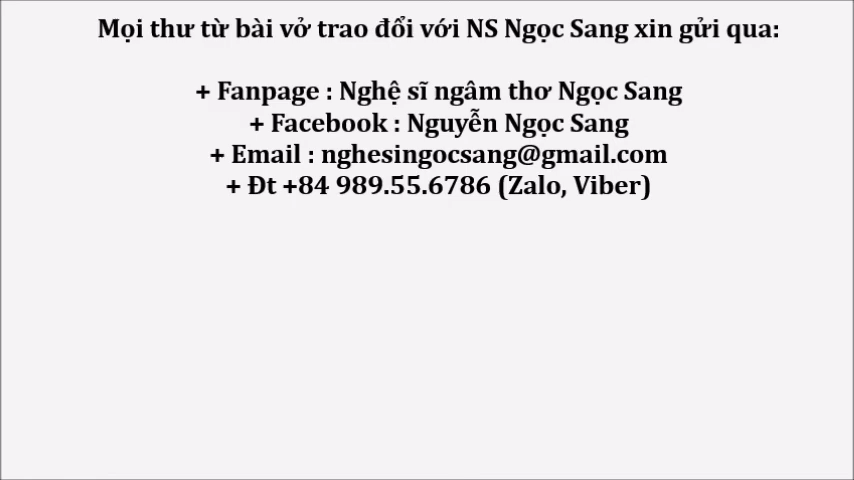 Mọi thư từ bài vở trao đổi với NS Ngọc Sang xin gửi qua:
+ Fanpage : Nghệ sĩ ngâm thơ Ngọc Sang
+ Facebook : Nguyễn Ngọc Sang
+ Email : nghesingocsang@gmail.com
+ Đt +84 989.55.6786 (Zalo, Viber)